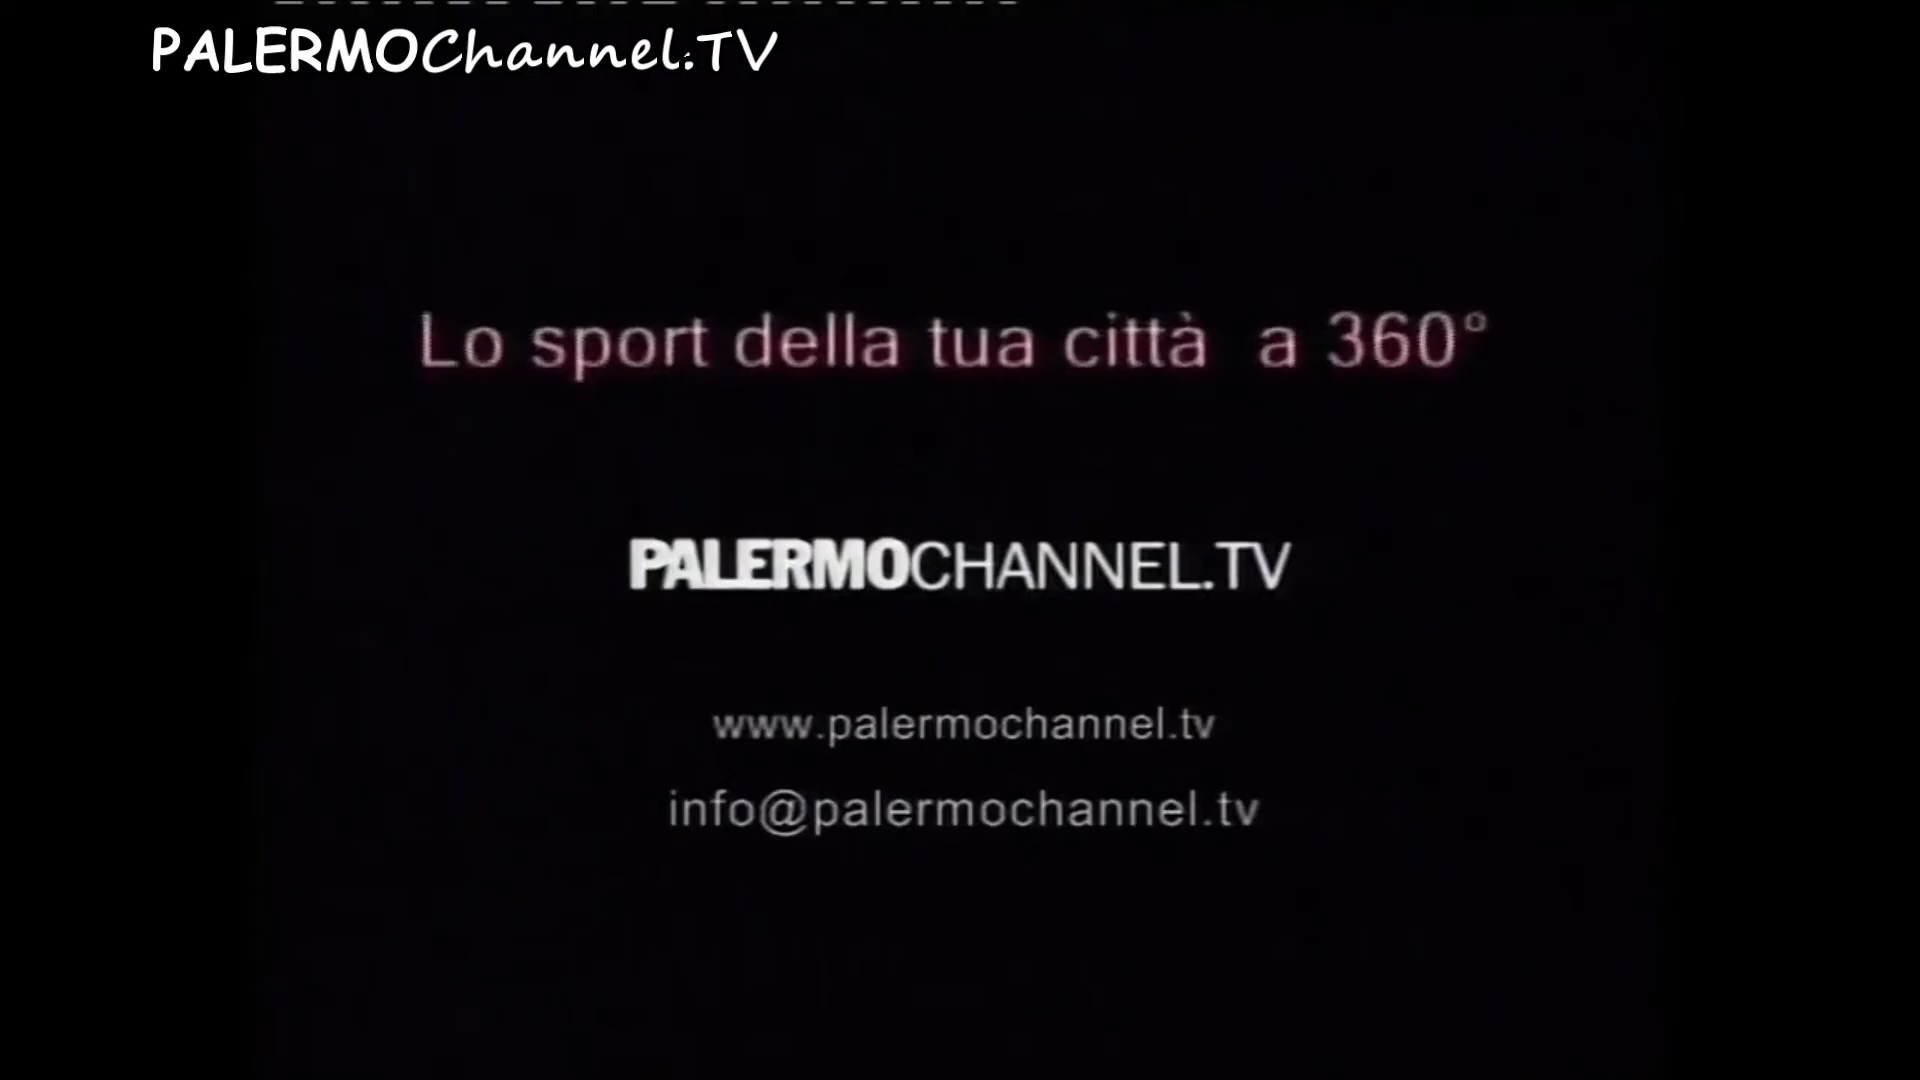 PALERMOChannel.TV
Lo sport della tua città a 360°
PALERMOCHANNEL.TV
www.palermochannel.tv
info@palermochannel.tv